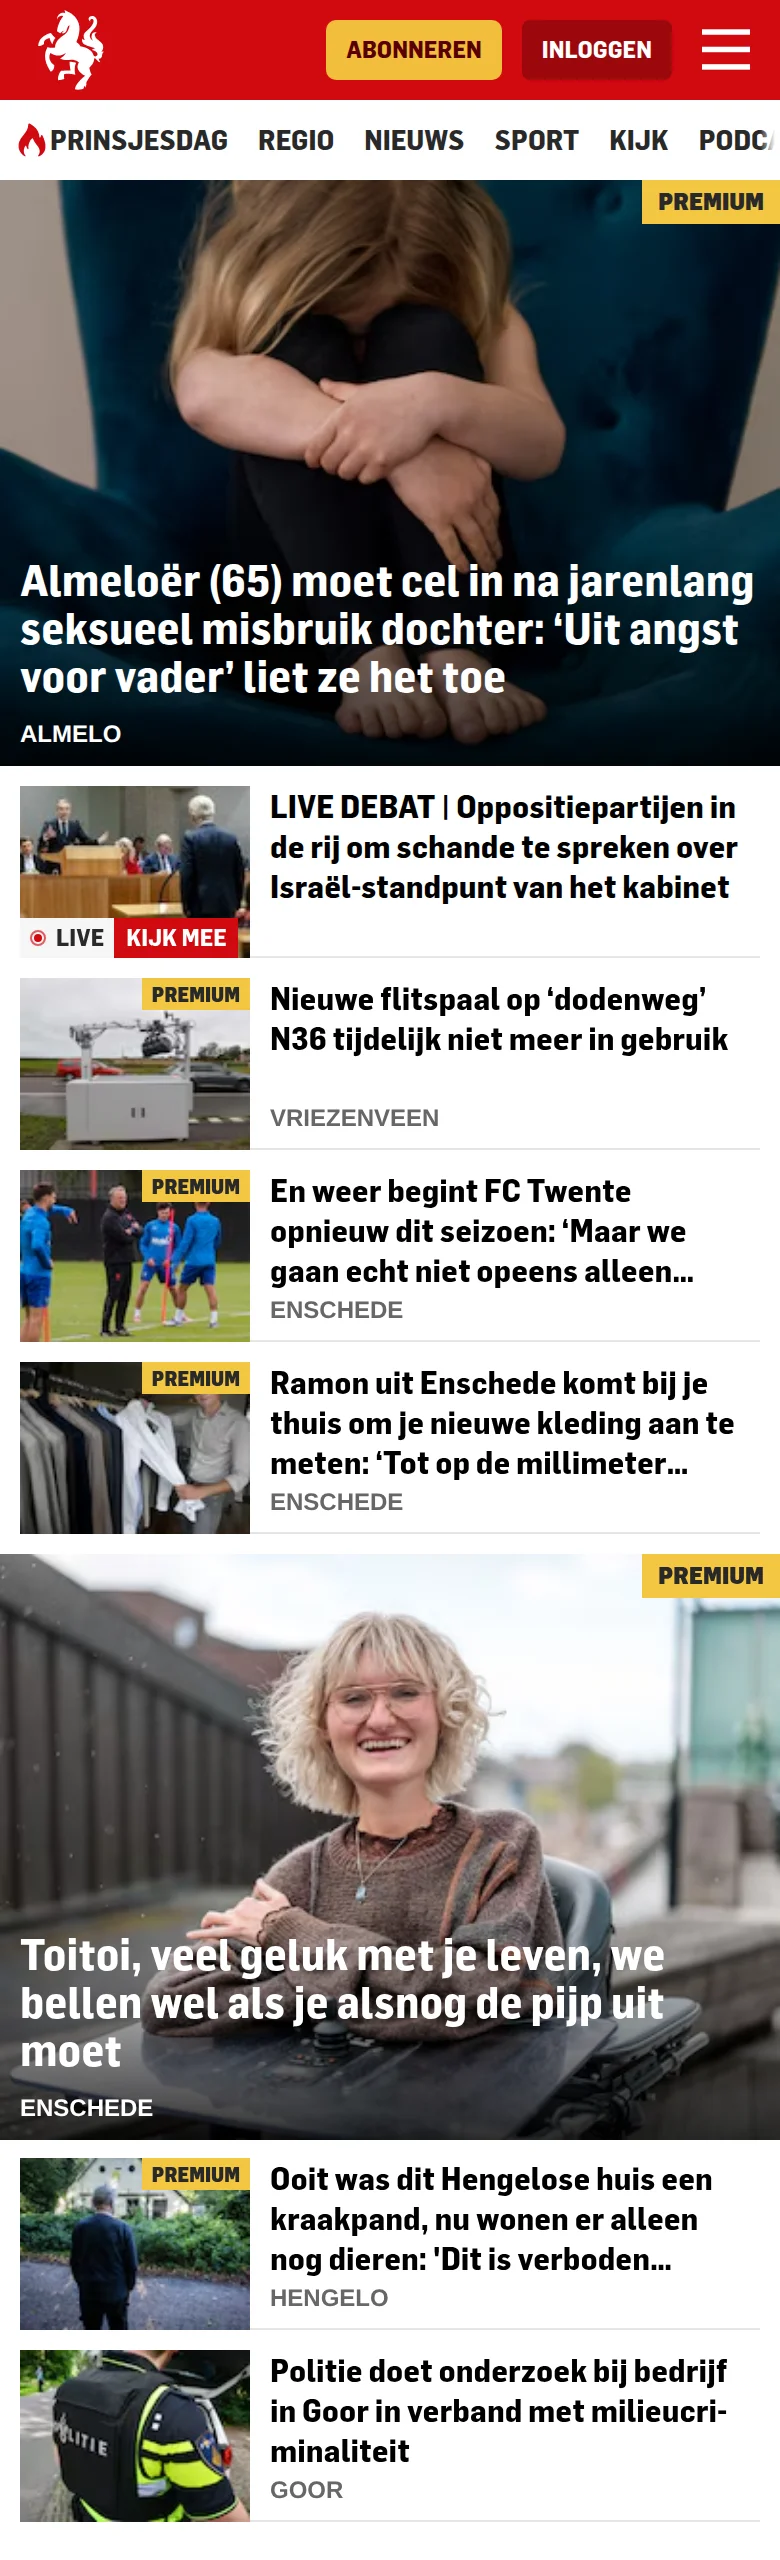 ABONNEREN
INLOGGEN
PRINSJESDAG REGIO NIEUWS SPORT KIJK PODCA
PREMIUM
Almeloër (65) moet cel in na jarenlang
seksueel misbruik dochter: ‘Uit angst
voor vader’ liet ze het toe
ALMELO
LIVE KIJK MEE
LIVE DEBAT | Oppositiepartijen in
de rij om schande te spreken over
Israël-standpunt van het kabinet
PREMIUM
Nieuwe flitspaal op ‘dodenweg’
N36 tijdelijk niet meer in gebruik
VRIEZENVEEN
PREMIUM
En weer begint FC Twente
opnieuw dit seizoen: ‘Maar we
gaan echt niet opeens alleen...
ENSCHEDE
PREMIUM
Ramon uit Enschede komt bij je
thuis om je nieuwe kleding aan te
meten: ‘Tot op de millimeter...
ENSCHEDE
PREMIUM
Toitoi, veel geluk met je leven, we
bellen wel als je alsnog de pijp uit
moet
ENSCHEDE
PREMIUM
Ooit was dit Hengelose huis een
kraakpand, nu wonen er alleen
nog dieren: 'Dit is verboden...
HENGELO
POLITIE
Politie doet onderzoek bij bedrijf
in Goor in verband met milieucri-
minaliteit
GOOR